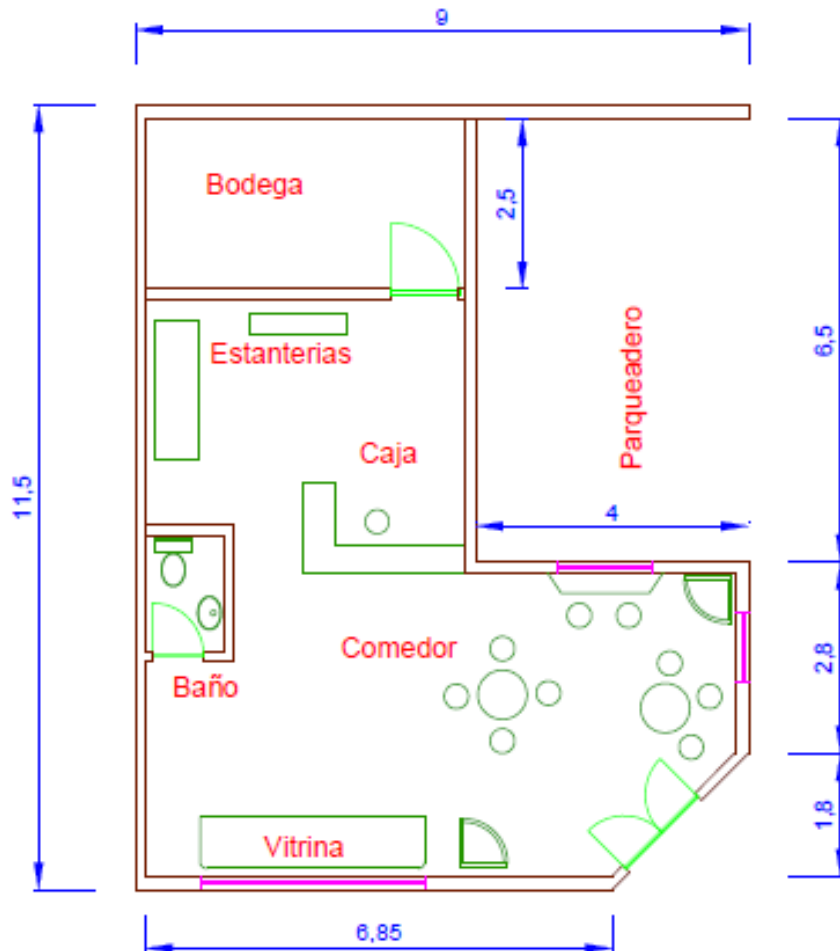 9
Bodega
2,5
Estanterias
Parqueadero
6,5
Caja
11,5
4
Comedor
Baño
2,8
Vitrina
1,8
6,85